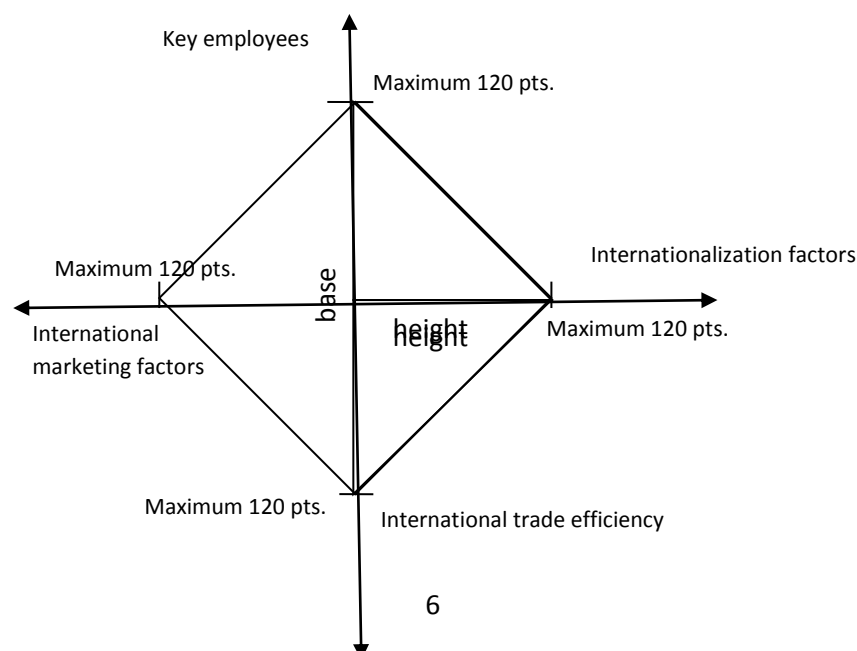 Key employees
Maximum 120 pts.
Internationalization factors
Maximum 120 pts.
base
height
height
Maximum 120 pts.
International
marketing factors
Maximum 120 pts.
International trade efficiency
6